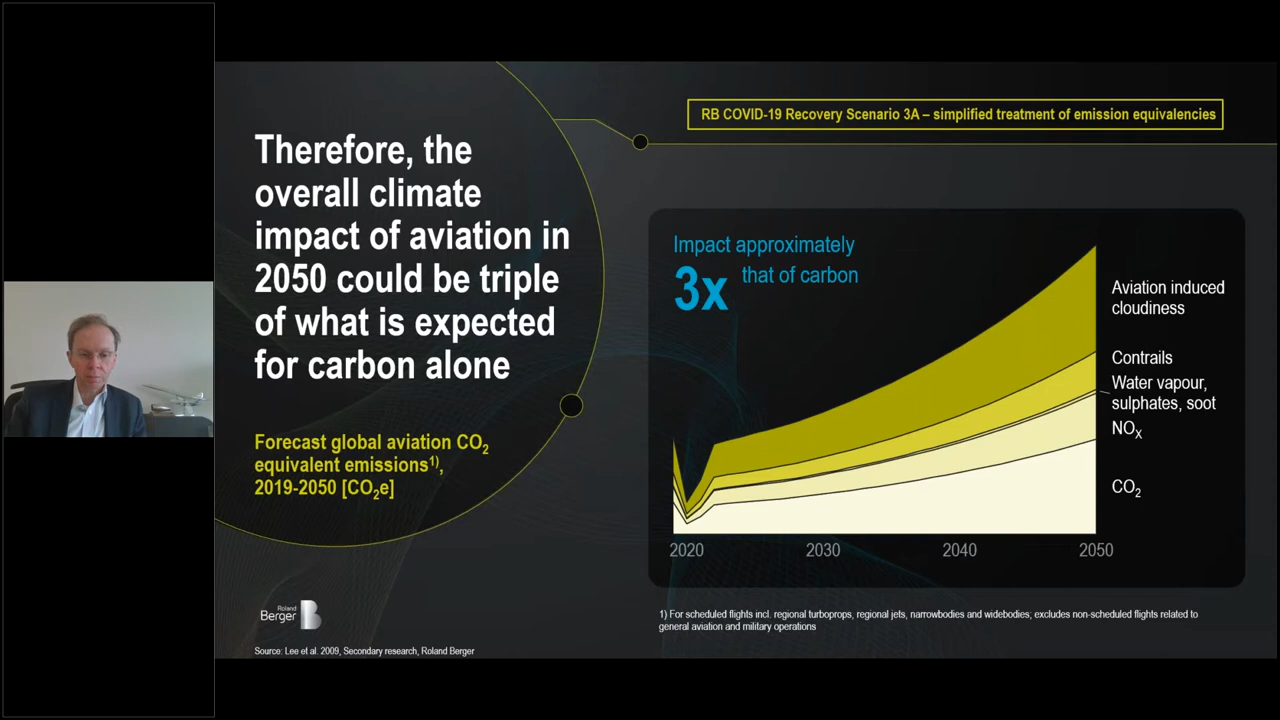 RB COVID-19 Recovery Scenario 3A – simplified treatment of emission equivalencies
Therefore, the
overall climate
impact of aviation in
2050 could be triple
of what is expected
for carbon alone
Forecast global aviation CO₂
equivalent emissions¹⁾,
2019-2050 [CO₂e]
Impact approximately
3x that of carbon
Aviation induced
cloudiness
Contrails
Water vapour,
sulphates, soot
NOₓ
CO₂
2020 2030 2040 2050
1) For scheduled flights incl. regional turboprops, regional jets, narrowbodies and widebodies; excludes non-scheduled flights related to
general aviation and military operations
Roland
Berger B
Source: Lee et al. 2009, Secondary research, Roland Berger